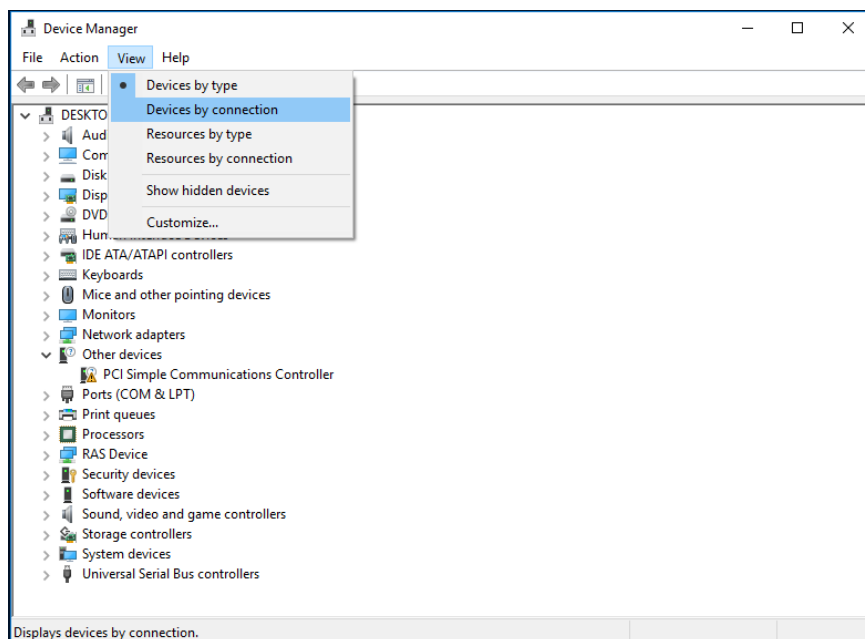 Device Manager
File Action View Help
Devices by type
Devices by connection
Resources by type
Resources by connection
Show hidden devices
Customize...
DESKTO
Aud
Com
Disk
Disp
DVD
IDE ATA/ATAPI controllers
Keyboards
Mice and other pointing devices
Monitors
Network adapters
Other devices
PCI Simple Communications Controller
Ports (COM & LPT)
Print queues
Processors
RAS Device
Security devices
Software devices
Sound, video and game controllers
Storage controllers
System devices
Universal Serial Bus controllers
Displays devices by connection.